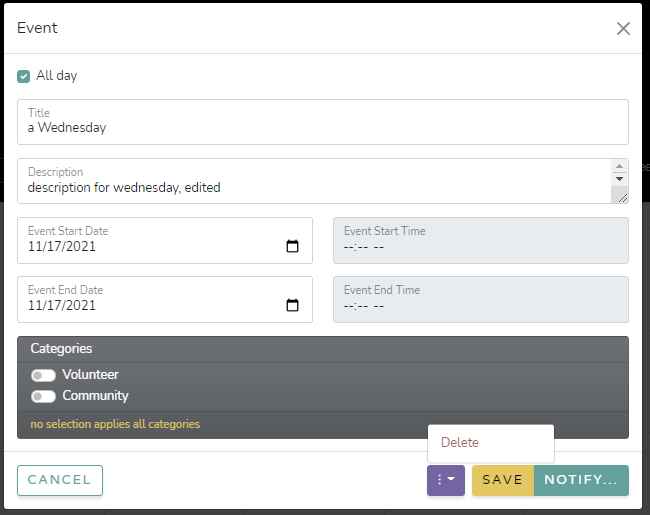 Event
All day
Title
a Wednesday
Description
description for wednesday, edited
Event Start Date
11/17/2021
Event Start Time
--:-- --
Event End Date
11/17/2021
Event End Time
--:-- --
Categories
Volunteer
Community
no selection applies all categories
Delete
CANCEL
SAVE
NOTIFY...